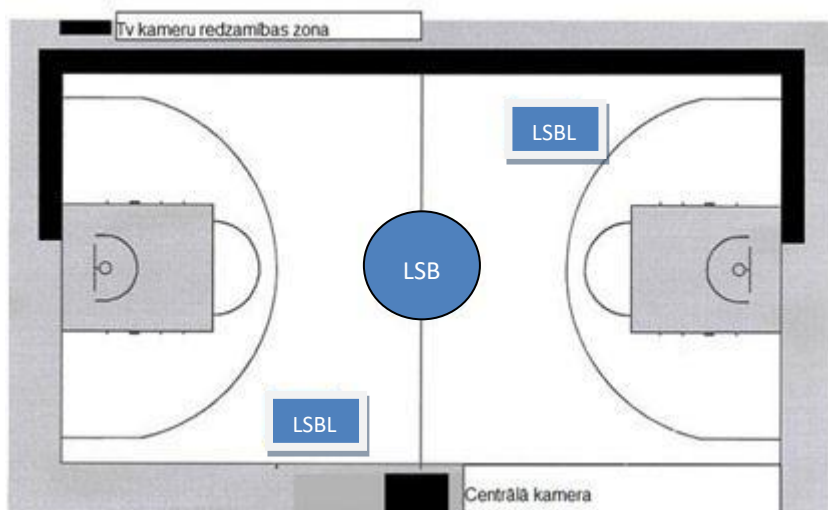 Tv kameru redzamības zona
LSBL
LSB
LSBL
Centrālā kamera